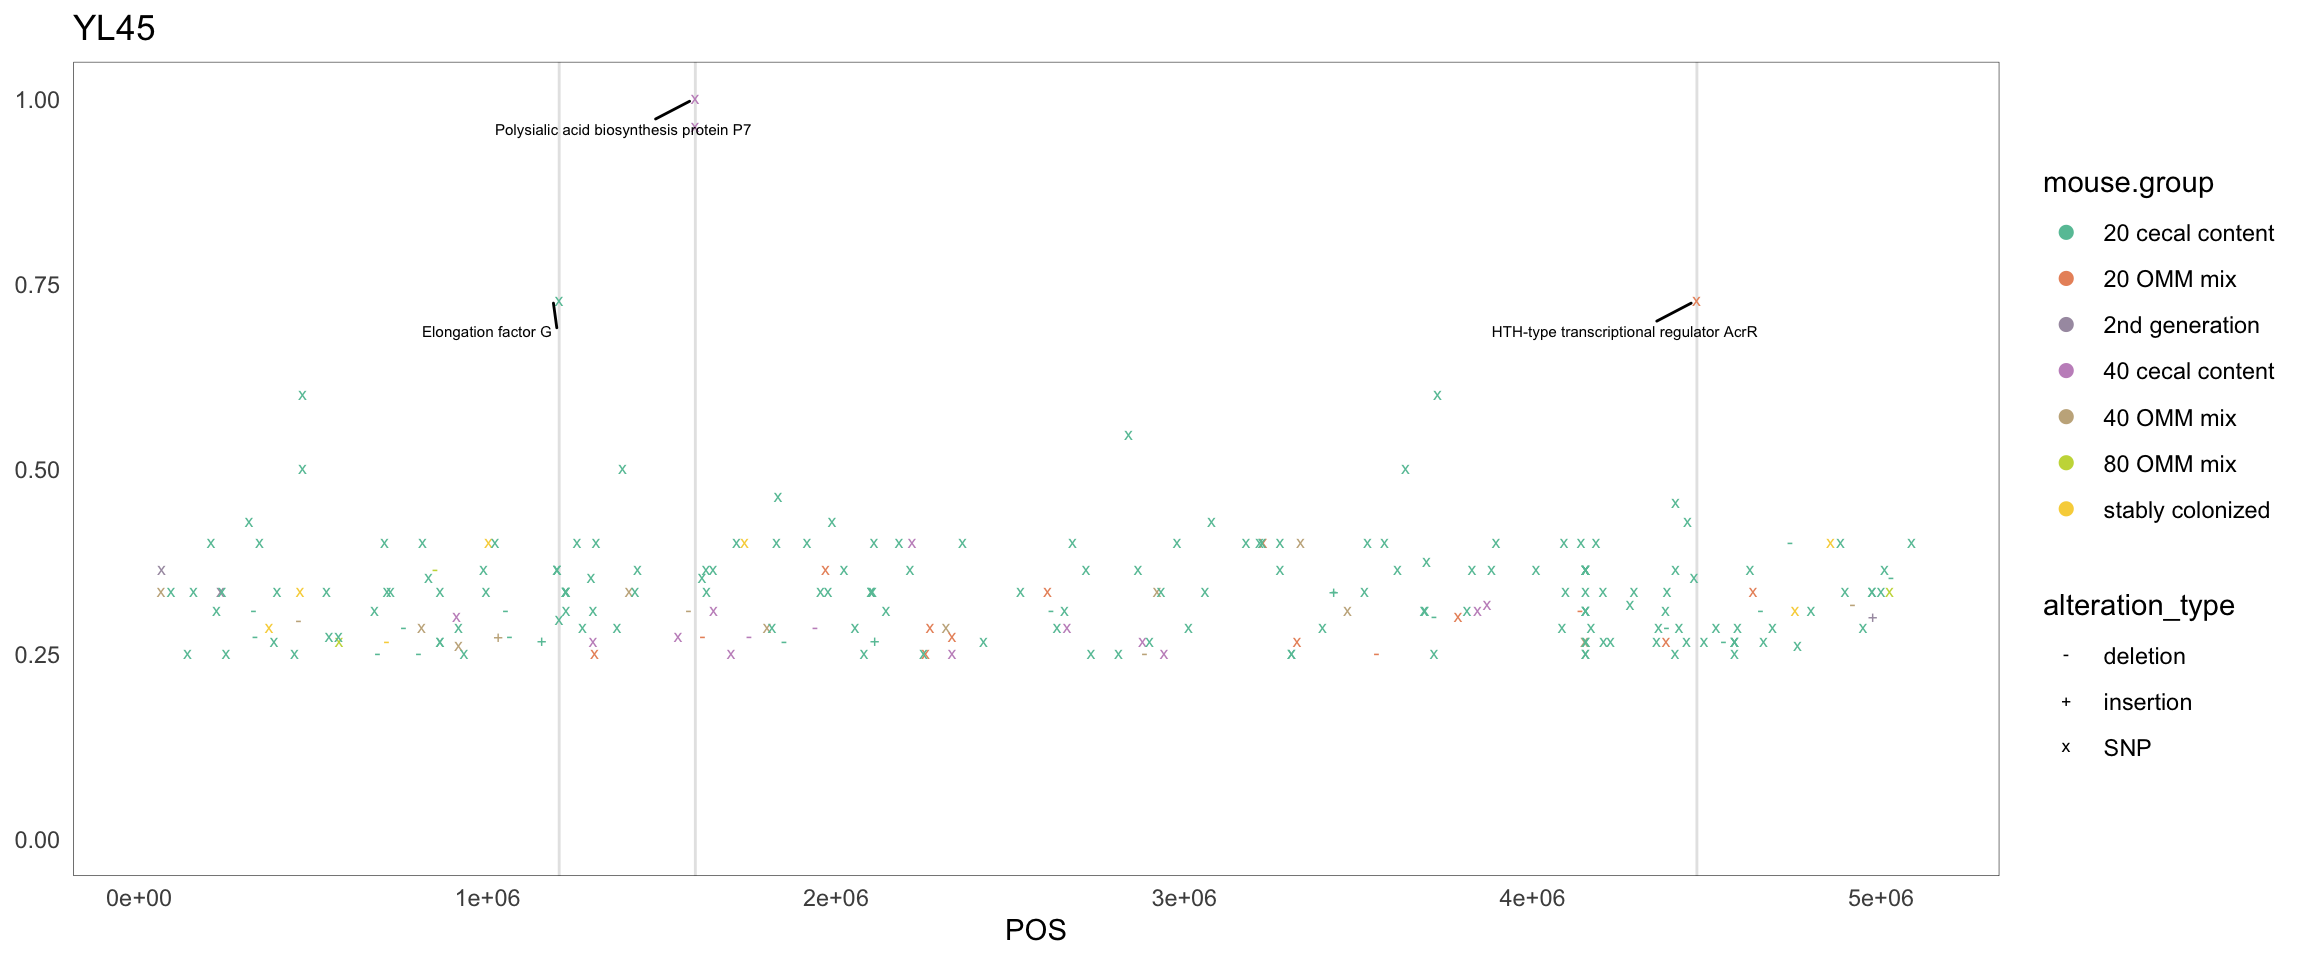 YL45
1.00
Polysialic acid biosynthesis protein P7
0.75
Elongation factor G
HTH-type transcriptional regulator AcrR
0.50
0.25
0.00
0e+00
1e+06
2e+06
3e+06
4e+06
5e+06
POS
mouse.group
20 cecal content
20 OMM mix
2nd generation
40 cecal content
40 OMM mix
80 OMM mix
stably colonized
alteration_type
deletion
insertion
SNP